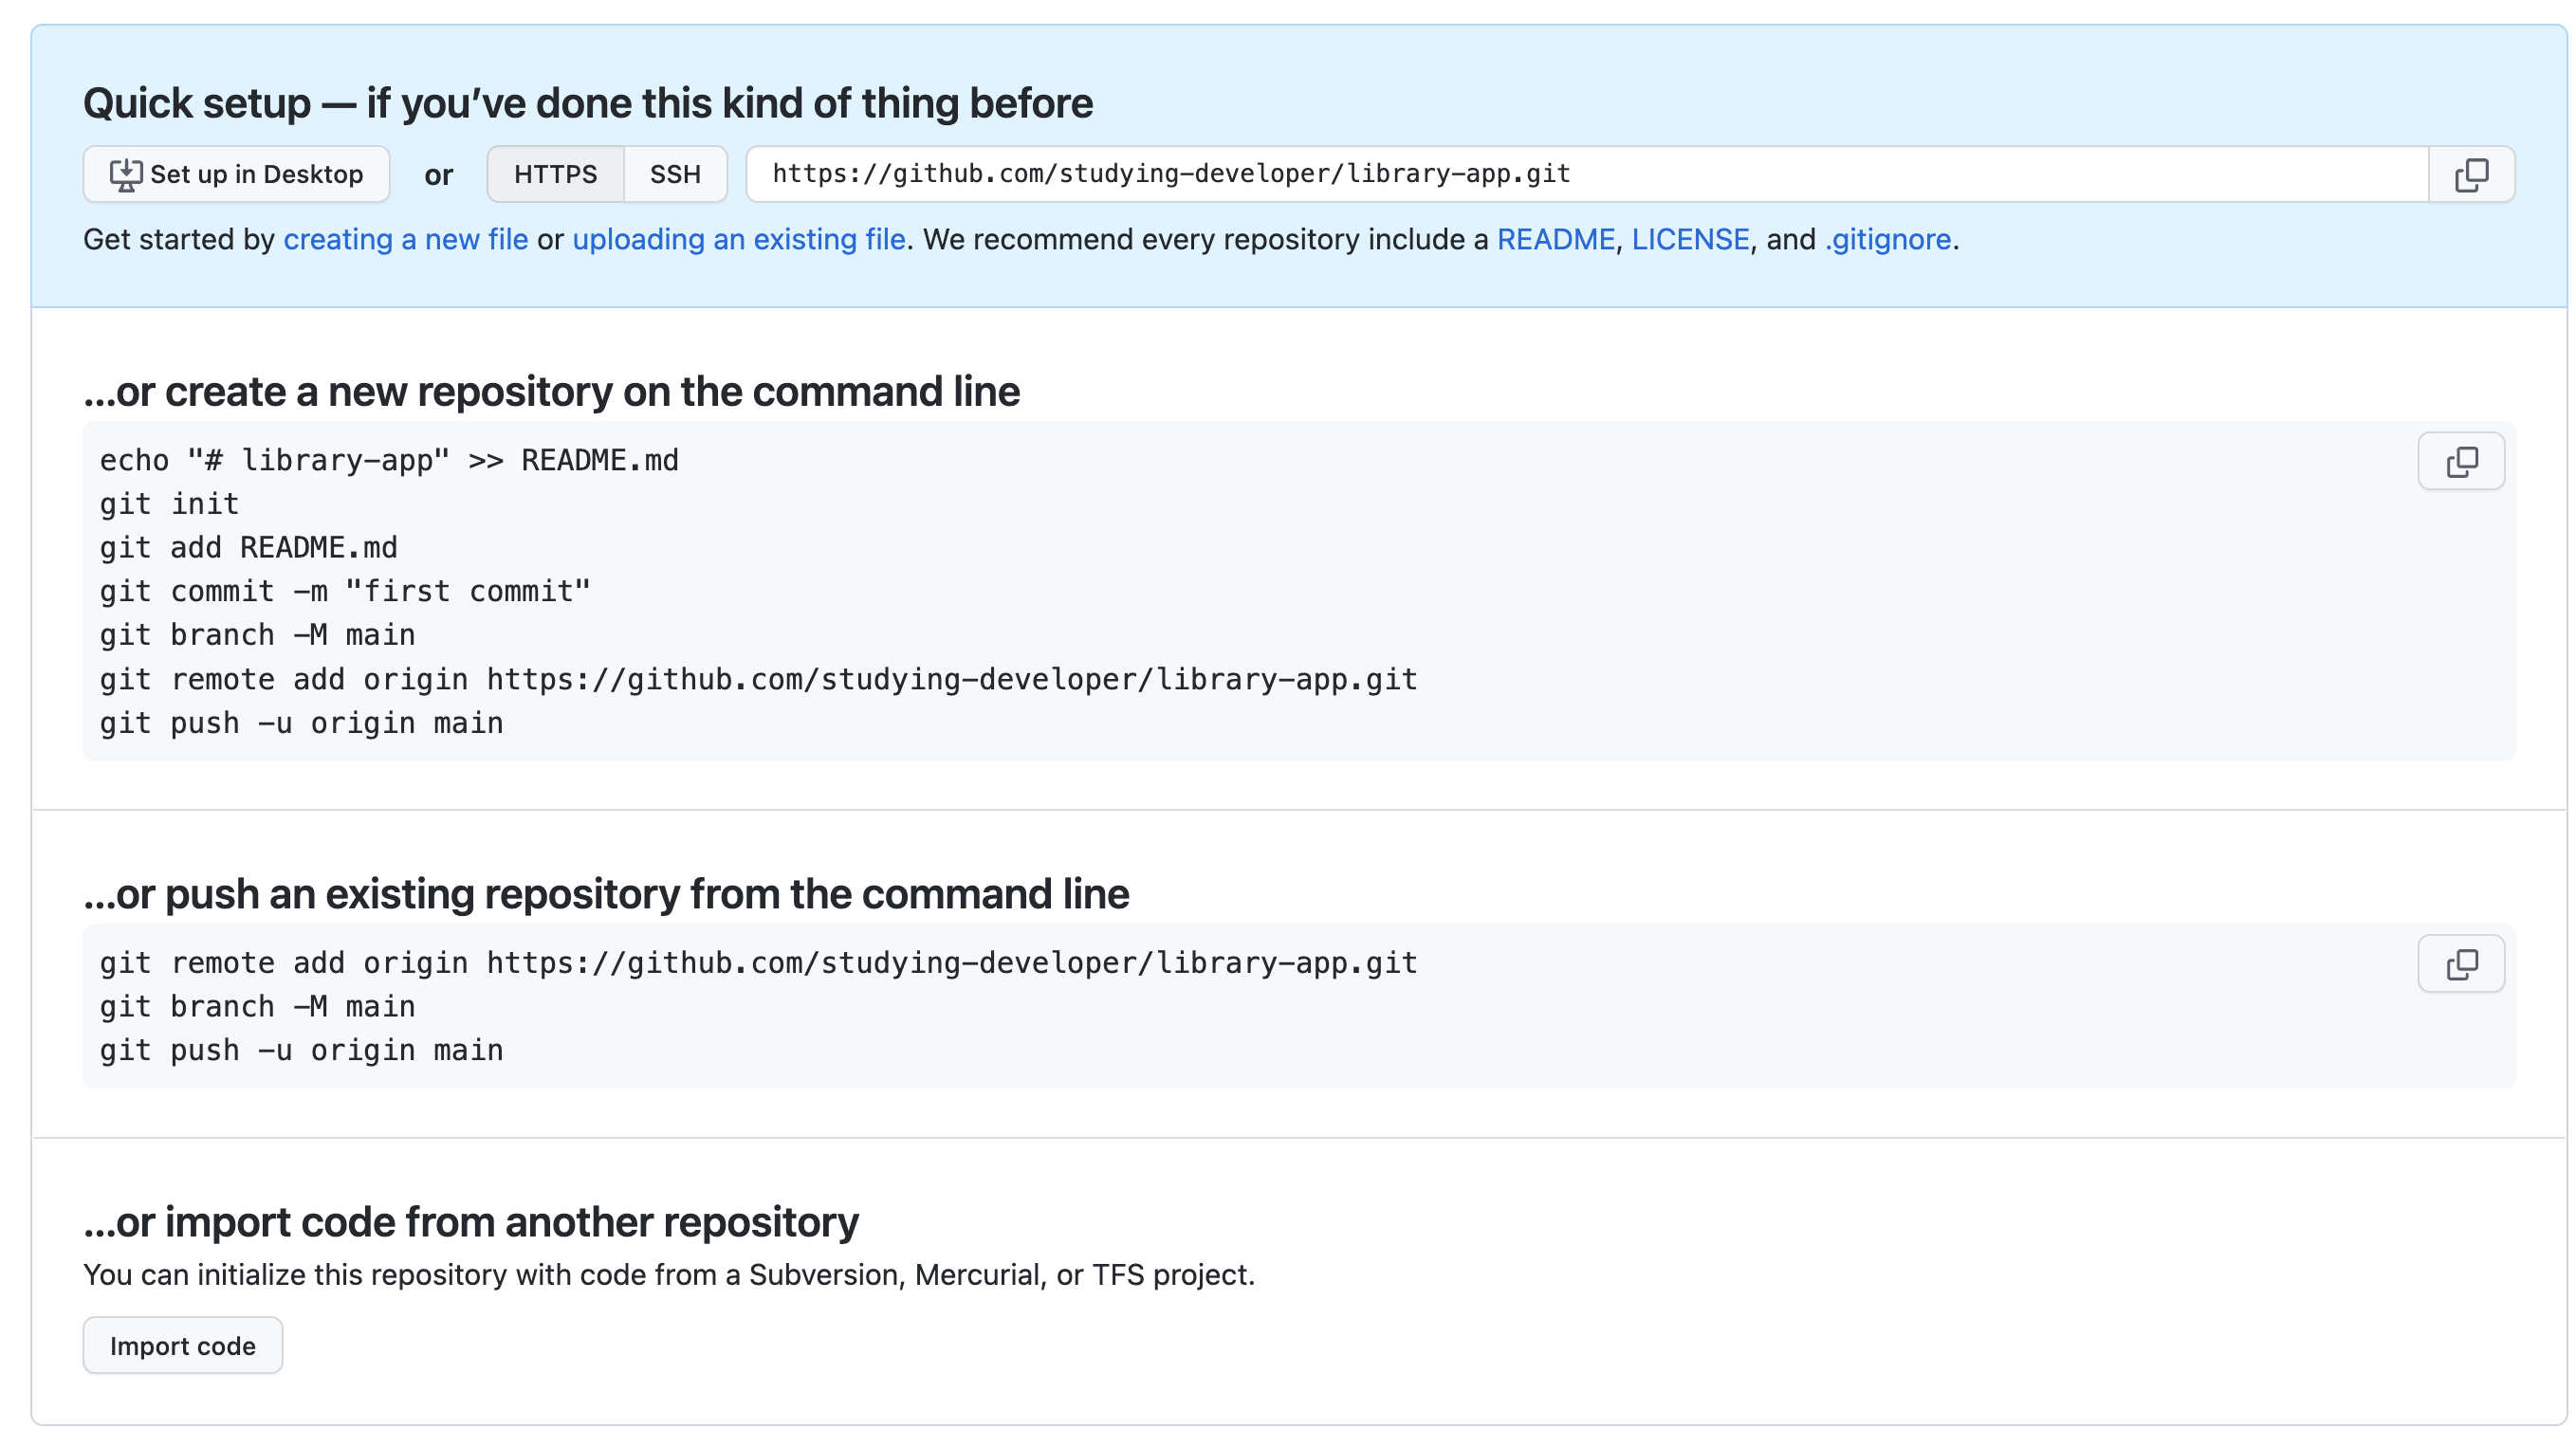 Quick setup — if you’ve done this kind of thing before
Set up in Desktop or HTTPS SSH https://github.com/studying-developer/library-app.git
Get started by creating a new file or uploading an existing file. We recommend every repository include a README, LICENSE, and .gitignore.
…or create a new repository on the command line
echo "# library-app" >> README.md
git init
git add README.md
git commit -m "first commit"
git branch -M main
git remote add origin https://github.com/studying-developer/library-app.git
git push -u origin main
…or push an existing repository from the command line
git remote add origin https://github.com/studying-developer/library-app.git
git branch -M main
git push -u origin main
…or import code from another repository
You can initialize this repository with code from a Subversion, Mercurial, or TFS project.
Import code